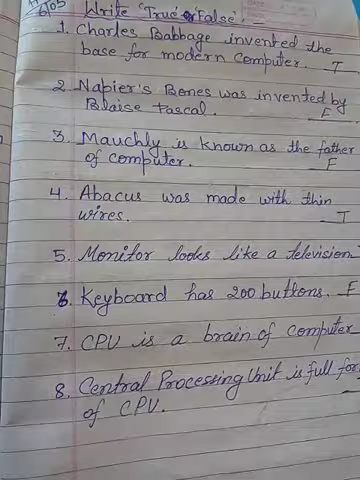 6/05 Write 'True' or 'False'.
1. Charles Babbage invented the
base for modern computer. T
2. Napier's Bones was invented by
Blaise Pascal. F
3. Mauchly is known as the father
of computer. F
4. Abacus was made with thin
wires. T
5. Monitor looks like a television
6. Keyboard has 200 buttons. F
7. CPU is a brain of computer
8. Central Processing Unit is full for
of CPU.